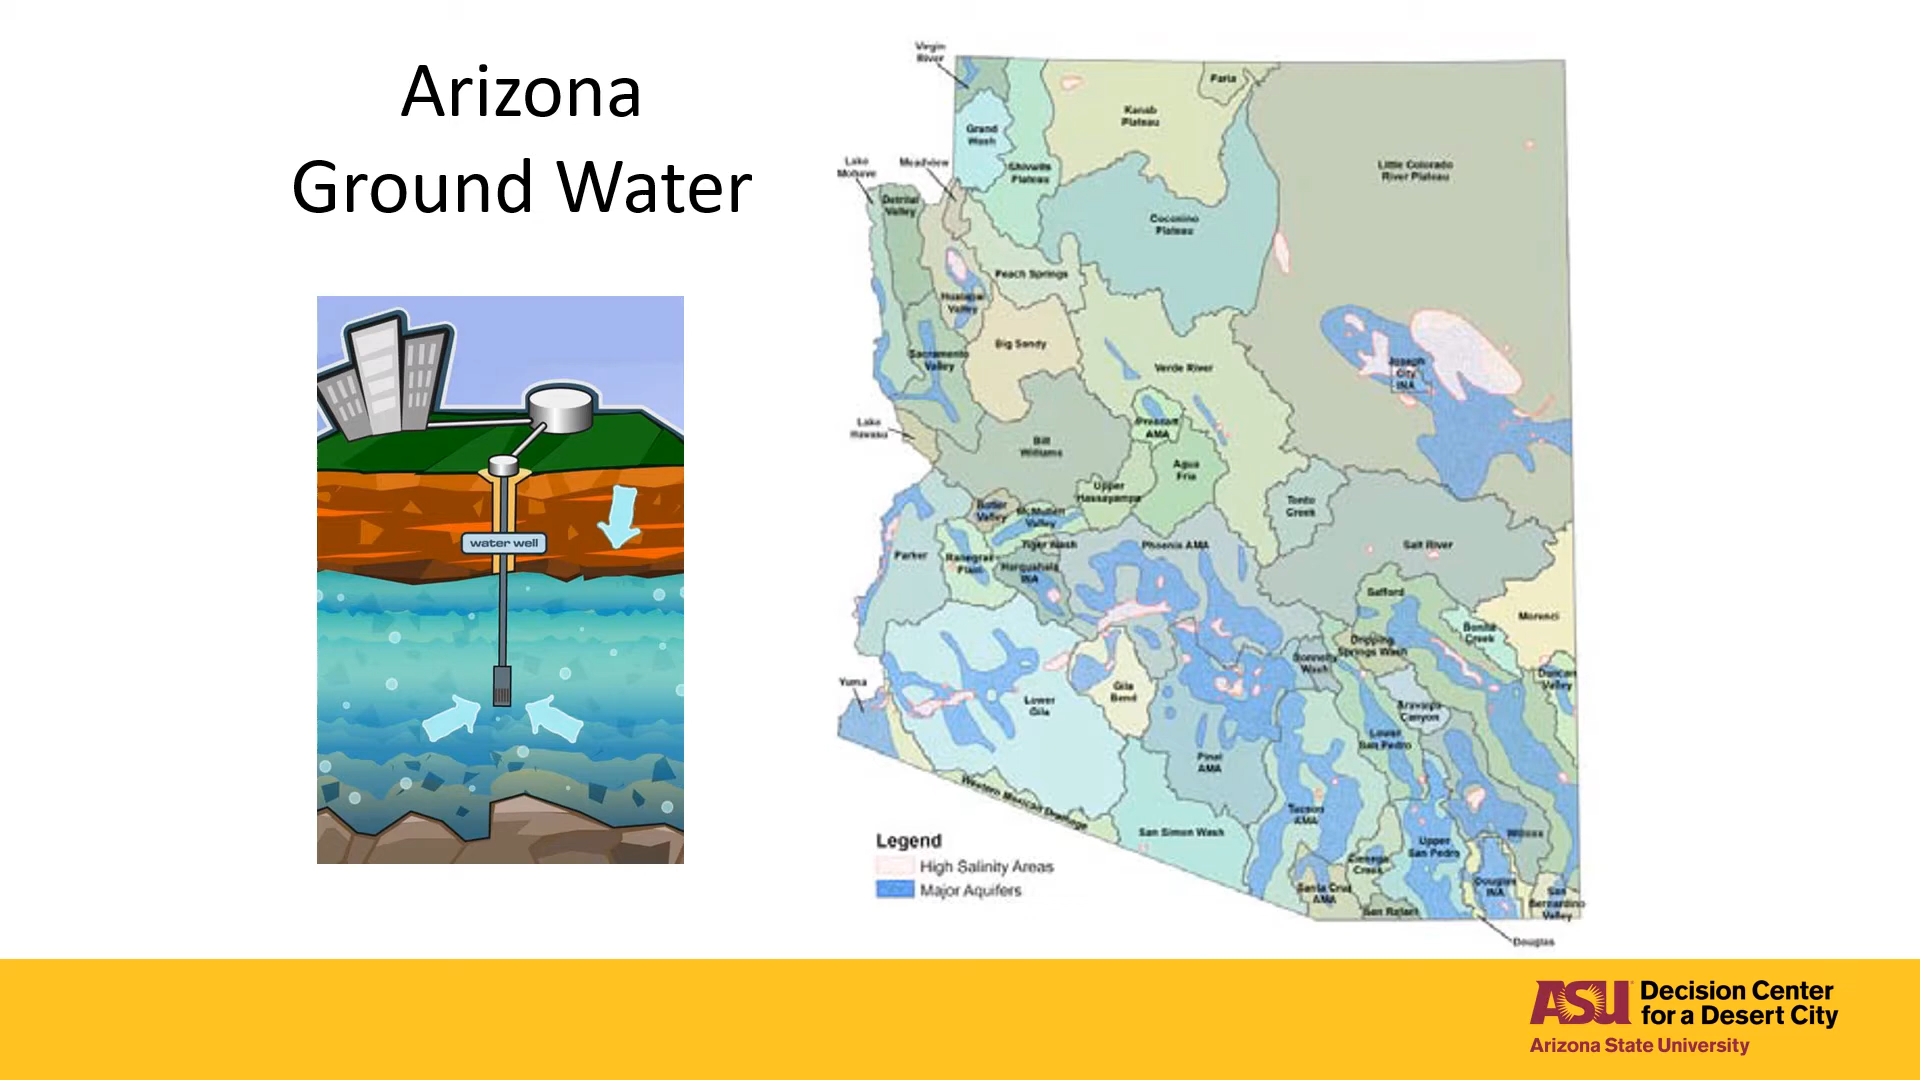 Arizona
Ground Water
water well
Virgin
River
Paria
Kanab
Plateau
Grand
Wash
Little Colorado
River Plateau
Lake
Mohave
Meadview
Shivwits
Plateau
Detrital
Valley
Coconino
Plateau
Peach Springs
Hualapai
Valley
Big Sandy
Sacramento
Valley
Verde River
Joseph
City
INA
Lake
Havasu
Prescott
AMA
Bill
Williams
Agua
Fria
Upper
Hassayampa
Tonto
Creek
Butler
Valley
McMullen
Valley
Parker
Ranegras
Plain
Tiger Wash
Harquahala
INA
Phoenix AMA
Salt River
Safford
Morenci
Bonita
Creek
Dripping
Springs Wash
Donnelly
Wash
Duncan
Valley
Yuma
Gila
Bend
Lower
Gila
Aravaipa
Canyon
Lower
San Pedro
Pinal
AMA
Western Mexican Drainage
Tucson
AMA
San Simon Wash
Willcox
Upper
San Pedro
Cienega
Creek
Santa Cruz
AMA
Douglas
INA
San Rafael
San
Bernardino
Valley
Douglas
Legend
High Salinity Areas
Major Aquifers
ASU Decision Center
for a Desert City
Arizona State University